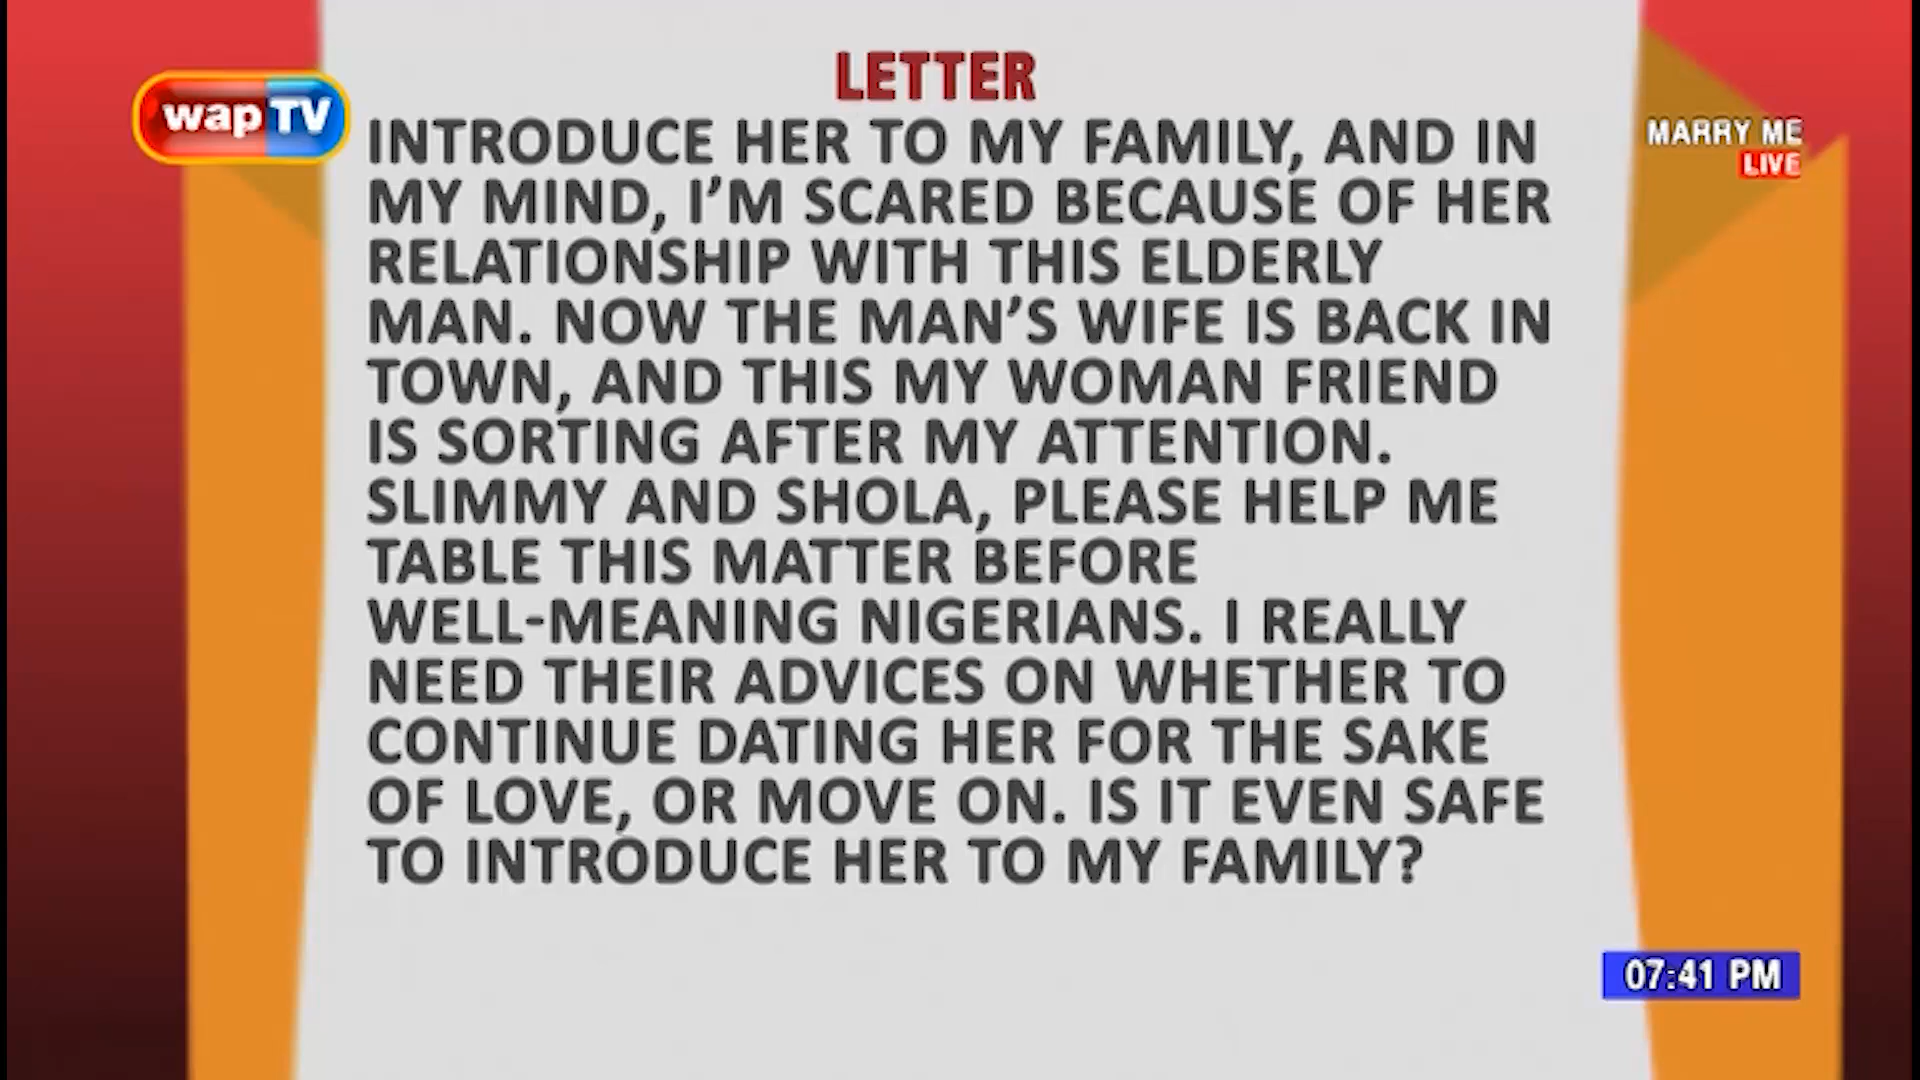 LETTER
wapTV
MARRY ME
LIVE
INTRODUCE HER TO MY FAMILY, AND IN
MY MIND, I'M SCARED BECAUSE OF HER
RELATIONSHIP WITH THIS ELDERLY
MAN. NOW THE MAN'S WIFE IS BACK IN
TOWN, AND THIS MY WOMAN FRIEND
IS SORTING AFTER MY ATTENTION.
SLIMMY AND SHOLA, PLEASE HELP ME
TABLE THIS MATTER BEFORE
WELL-MEANING NIGERIANS. I REALLY
NEED THEIR ADVICES ON WHETHER TO
CONTINUE DATING HER FOR THE SAKE
OF LOVE, OR MOVE ON. IS IT EVEN SAFE
TO INTRODUCE HER TO MY FAMILY?
07:41 PM